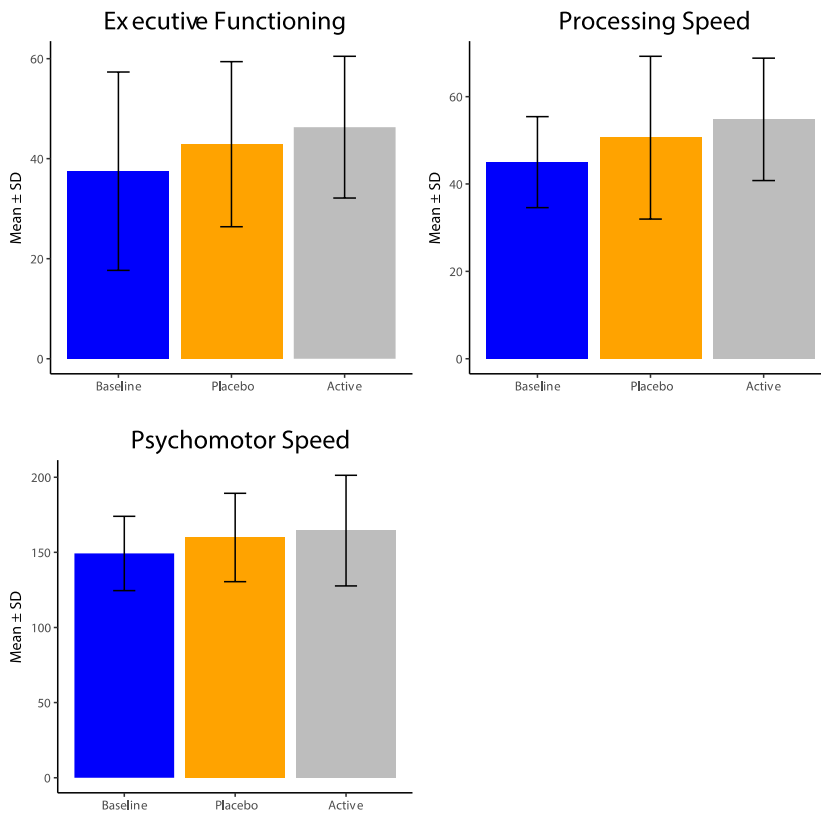 Executive Functioning
Mean ± SD
60
40
20
0
Baseline Placebo Active
Processing Speed
Mean ± SD
60
40
20
0
Baseline Placebo Active
Psychomotor Speed
Mean ± SD
200
150
100
50
0
Baseline Placebo Active